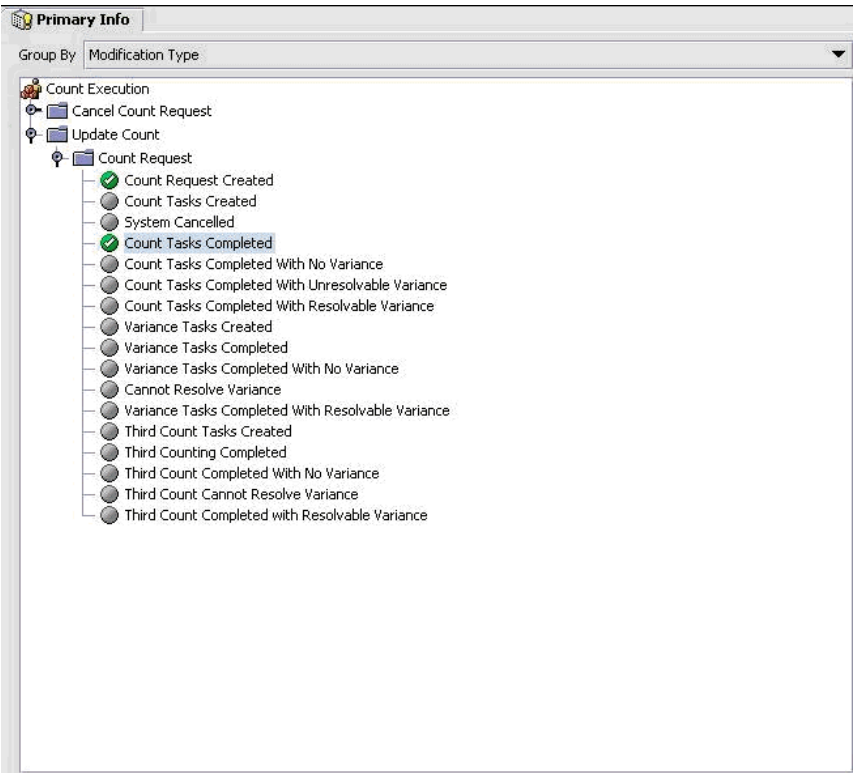 Primary Info
Group By Modification Type
Count Execution
Cancel Count Request
Update Count
Count Request
Count Request Created
Count Tasks Created
System Cancelled
Count Tasks Completed
Count Tasks Completed With No Variance
Count Tasks Completed With Unresolvable Variance
Count Tasks Completed With Resolvable Variance
Variance Tasks Created
Variance Tasks Completed
Variance Tasks Completed With No Variance
Cannot Resolve Variance
Variance Tasks Completed With Resolvable Variance
Third Count Tasks Created
Third Counting Completed
Third Count Completed With No Variance
Third Count Cannot Resolve Variance
Third Count Completed with Resolvable Variance